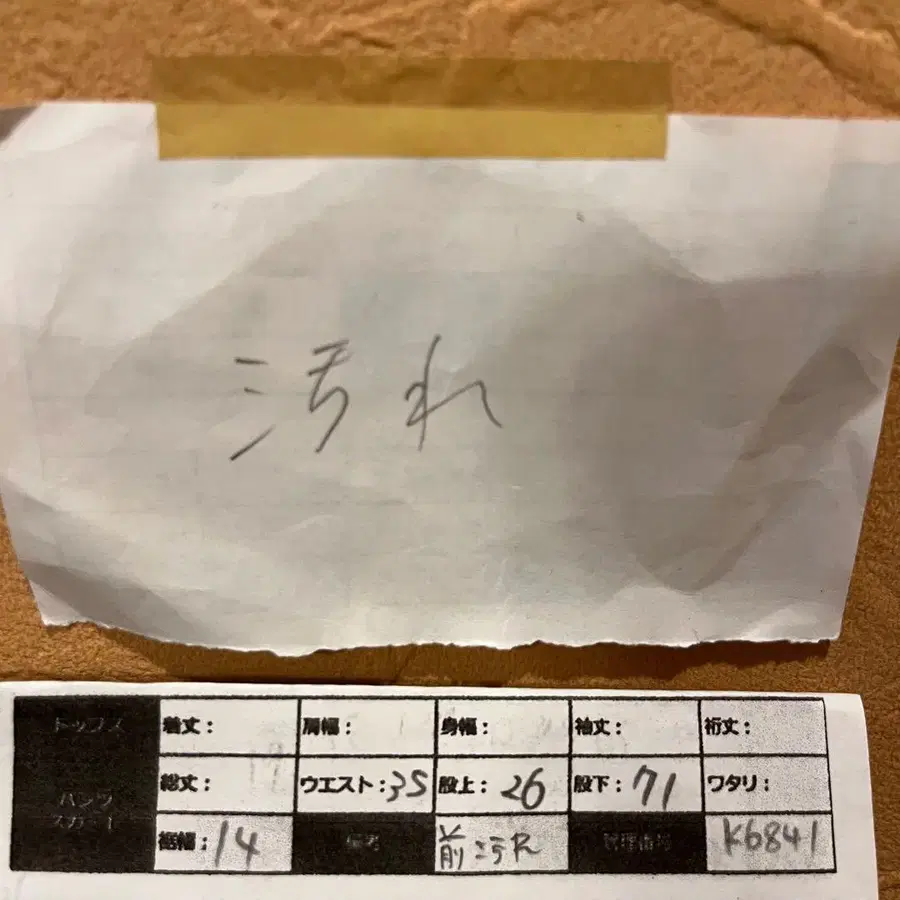 汚れ
トップス 着丈: 肩幅: 身幅: 袖丈: 裄丈:
パンツ スカート 総丈: ウエスト:35 股上:26 股下:71 ワタリ:
裾幅:14 備考 前汚れ 管理番号 K6841